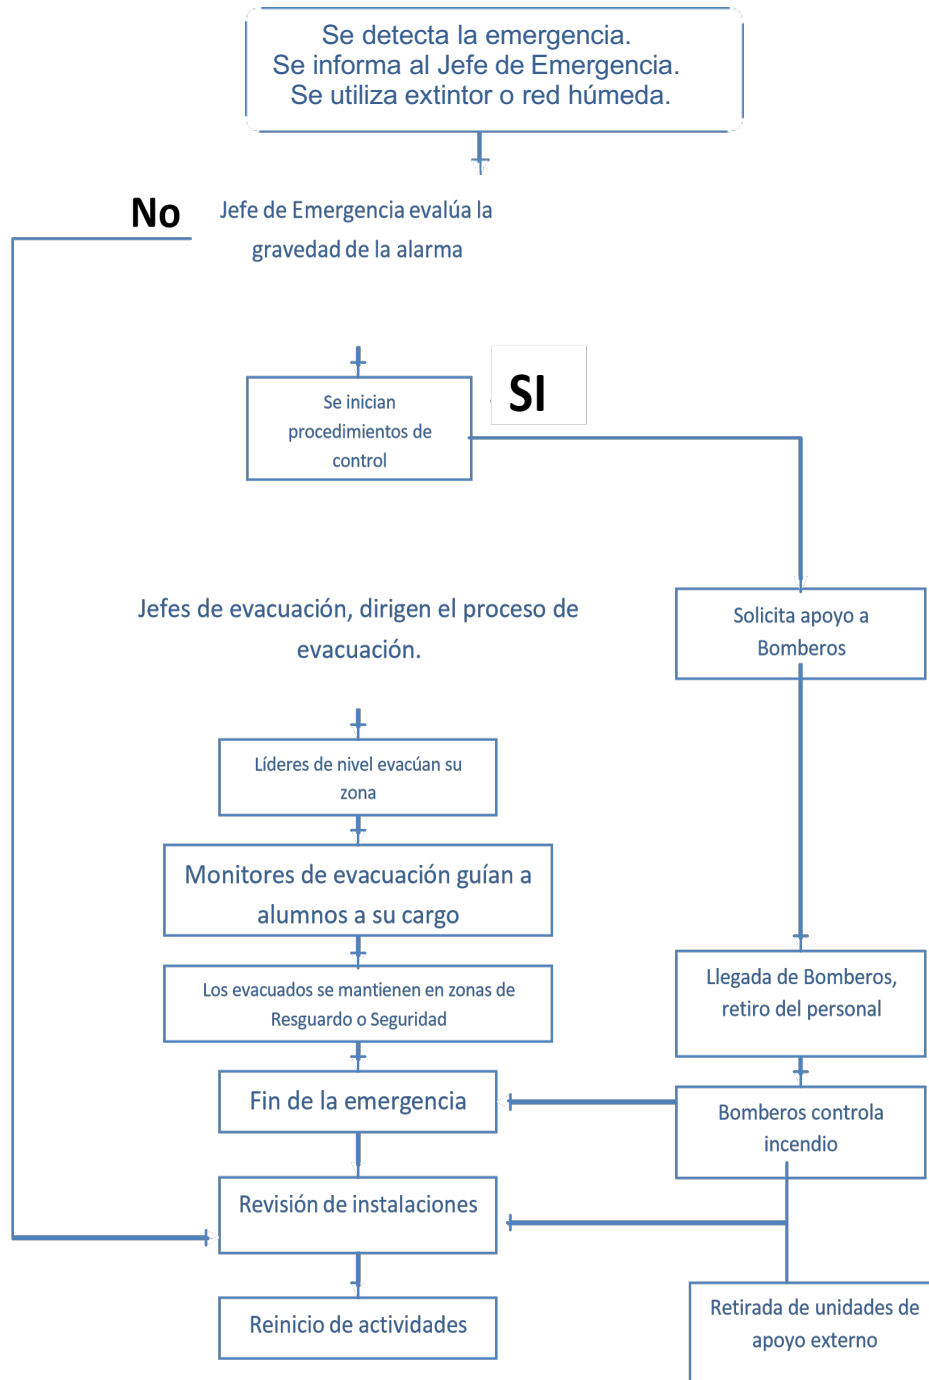 Se detecta la emergencia.
Se informa al Jefe de Emergencia.
Se utiliza extintor o red húmeda.
No
Jefe de Emergencia evalúa la
gravedad de la alarma
Se inician
procedimientos de
control
SI
Jefes de evacuación, dirigen el proceso de
evacuación.
Solicita apoyo a
Bomberos
Líderes de nivel evacúan su
zona
Monitores de evacuación guían a
alumnos a su cargo
Los evacuados se mantienen en zonas de
Resguardo o Seguridad
Llegada de Bomberos,
retiro del personal
Fin de la emergencia
Bomberos controla
incendio
Revisión de instalaciones
Reinicio de actividades
Retirada de unidades de
apoyo externo